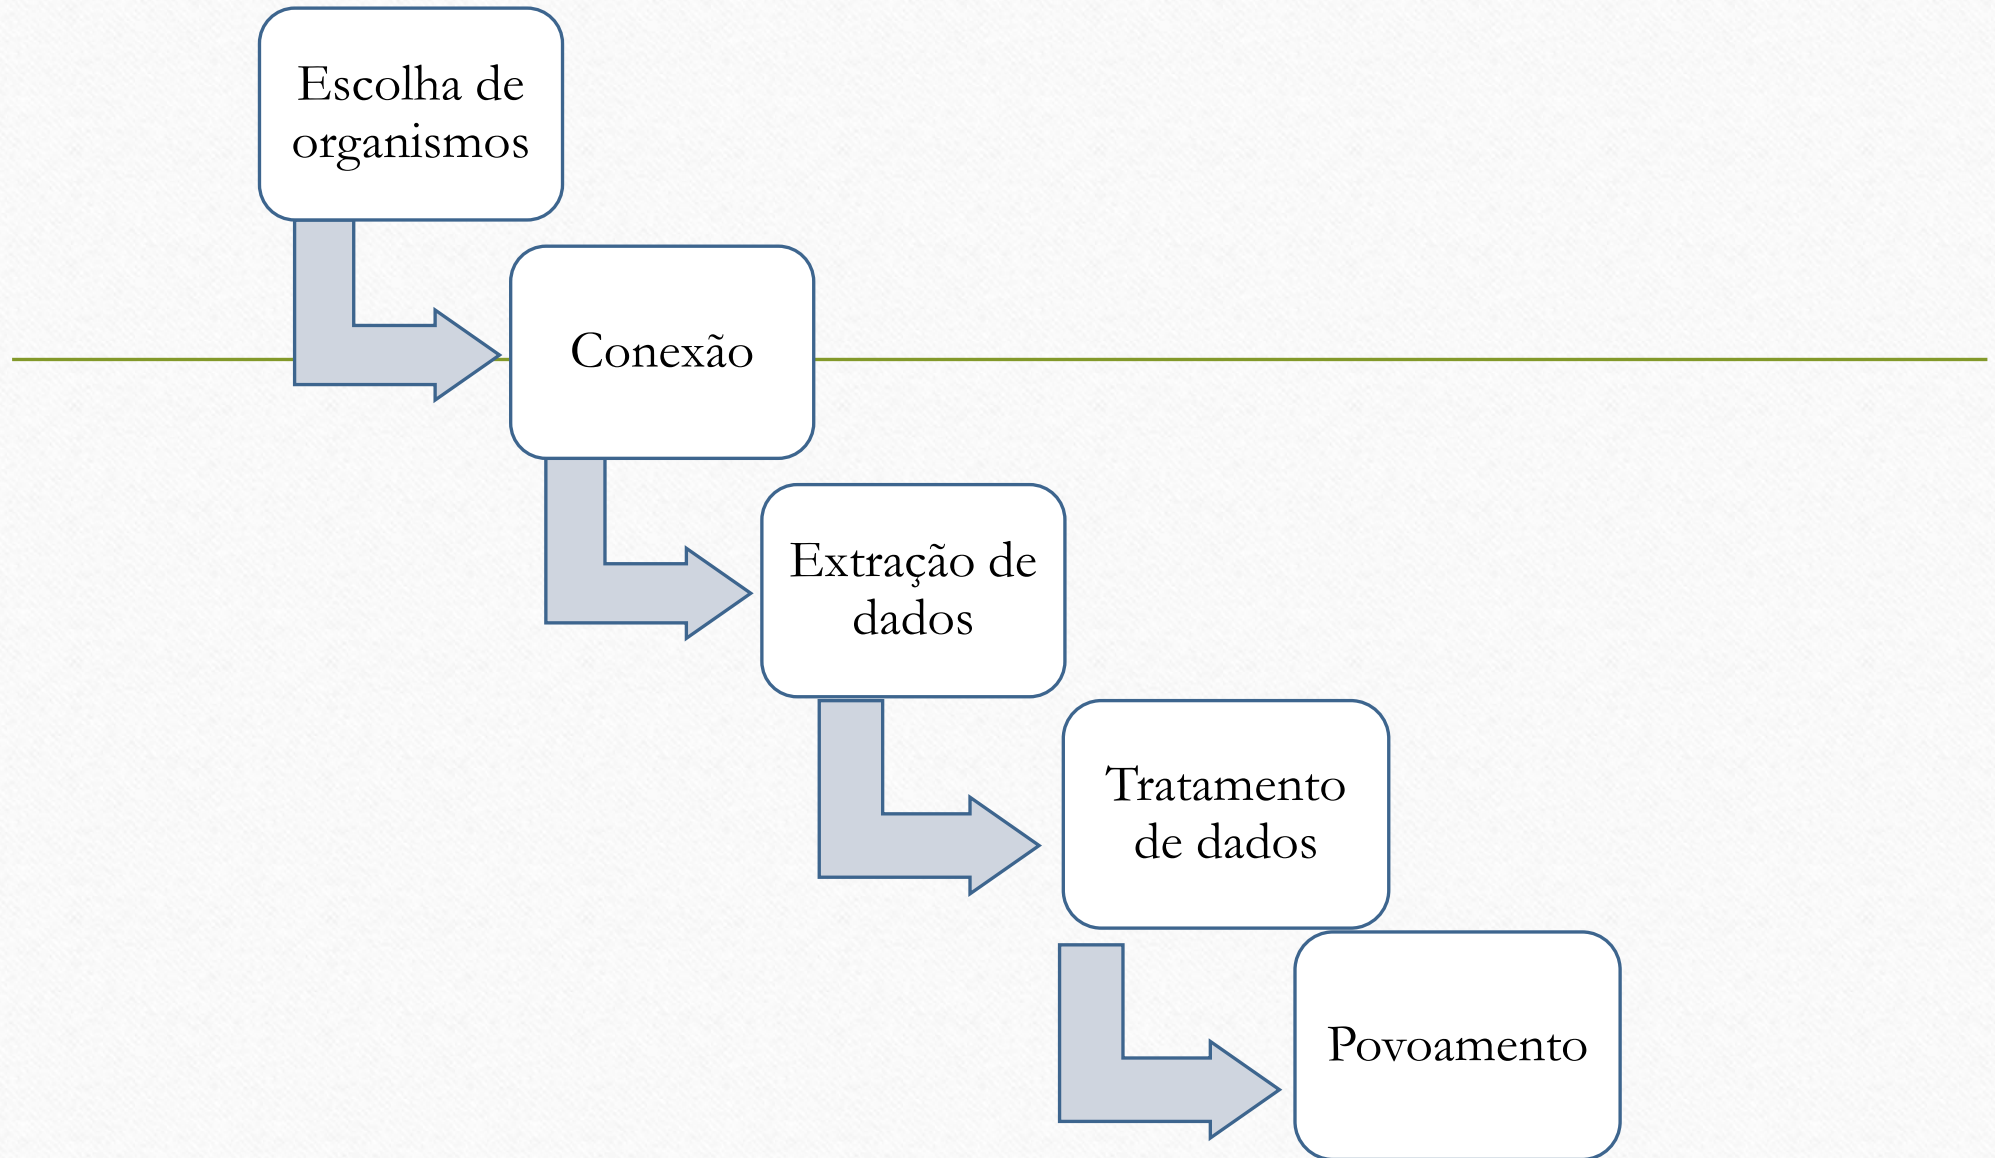 Escolha de
organismos
Conexão
Extração de
dados
Tratamento
de dados
Povoamento